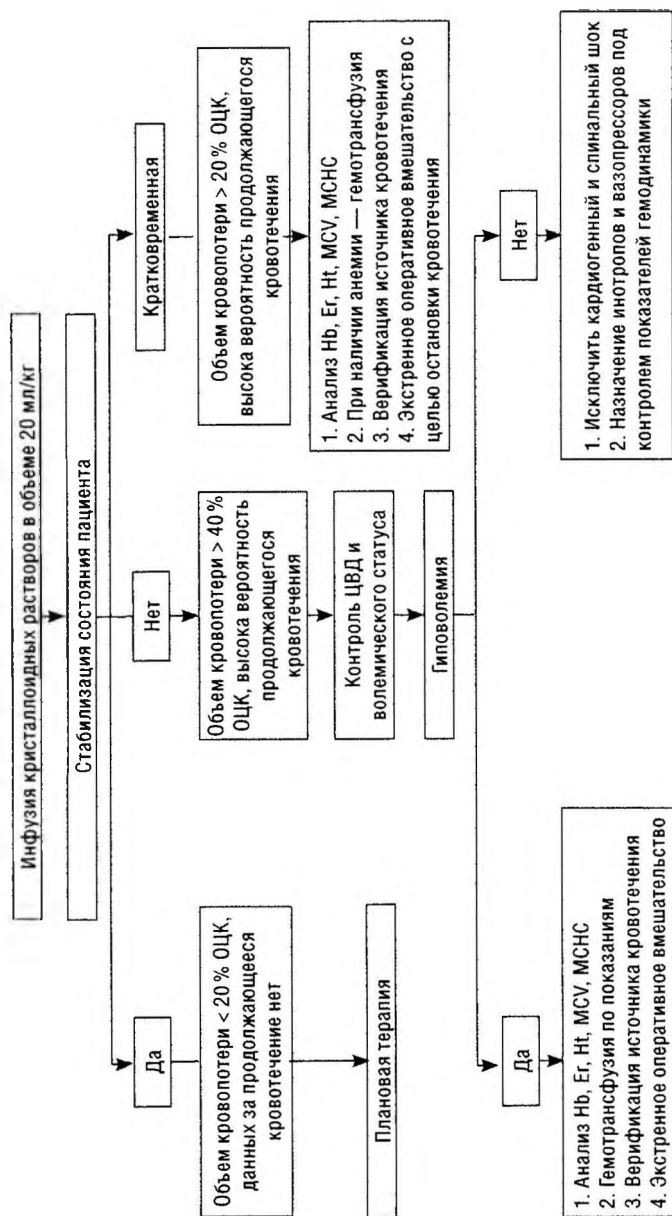 Инфузия кристаллоидных растворов в объеме 20 мл/кг
Стабилизация состояния пациента
Да
Объем кровопотери < 20% ОЦК,
данных за продолжающееся
кровотечение нет
Плановая терапия
Нет
Объем кровопотери > 40%
ОЦК, высока вероятность
продолжающегося
кровотечения
Контроль ЦВД и
волемического статуса
Гиповолемия
Кратковременная
Объем кровопотери > 20% ОЦК,
высока вероятность продолжающегося
кровотечения
1. Анализ Hb, Er, Ht, MCV, MCHC
2. При наличии анемии — гемотрансфузия
3. Верификация источника кровотечения
4. Экстренное оперативное вмешательство с
целью остановки кровотечения
Да
1. Анализ Hb, Er, Ht, MCV, MCHC
2. Гемотрансфузия по показаниям
3. Верификация источника кровотечения
4. Экстренное оперативное вмешательство
Нет
1. Исключить кардиогенный и спинальный шок
2. Назначение инотропов и вазопрессоров под
контролем показателей гемодинамики